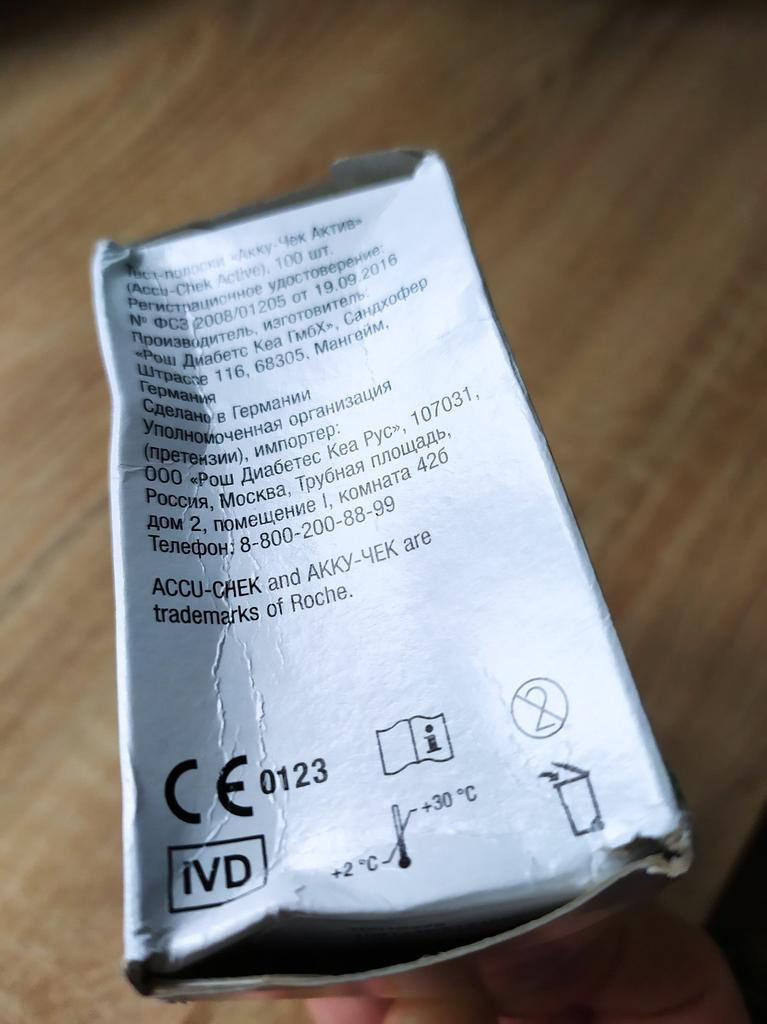 Тест-полоски «Акку-Чек Актив»
(Accu-Chek Active), 100 шт.
Регистрационное удостоверение:
№ ФСЗ 2008/01205 от 19.09.2016
Производитель, изготовитель:
«Рош Диабетс Кеа ГмбХ», Сандхофер
Штрассе 116, 68305, Мангейм,
Германия
Сделано в Германии
Уполномоченная организация
(претензии), импортер:
ООО «Рош Диабетес Кеа Рус», 107031,
Россия, Москва, Трубная площадь,
дом 2, помещение I, комната 42б
Телефон: 8-800-200-88-99
ACCU-CHEK and АККУ-ЧЕК are
trademarks of Roche.
2
i
CE 0123
+30 °C
+2 °C
IVD